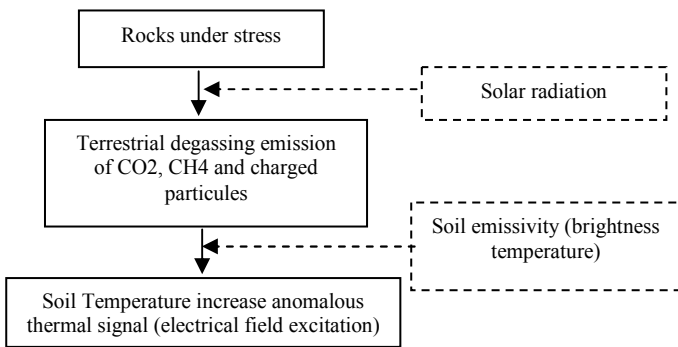 Rocks under stress
Solar radiation
Terrestrial degassing emission
of CO2, CH4 and charged
particules
Soil emissivity (brightness
temperature)
Soil Temperature increase anomalous
thermal signal (electrical field excitation)